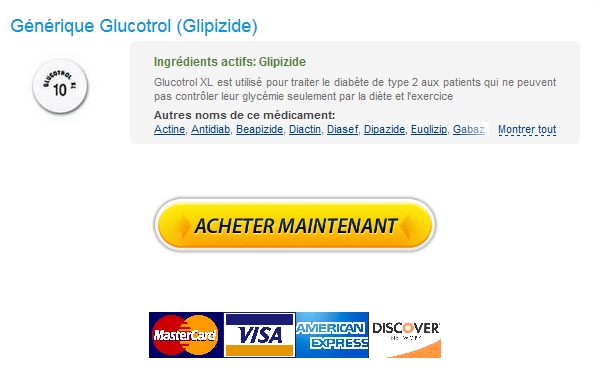 Générique Glucotrol (Glipizide)
GLUCOTROL XL
10
Ingrédients actifs: Glipizide
Glucotrol XL est utilisé pour traiter le diabète de type 2 aux patients qui ne peuvent
pas contrôler leur glycémie seulement par la diète et l'exercice
Autres noms de ce médicament:
Actine, Antidiab, Beapizide, Diactin, Diasef, Dipazide, Euglizip, Gabaz, Montrer tout
ACHETER MAINTENANT
MasterCard
VISA
AMERICAN
EXPRESS
DISCOVER
NETWORK